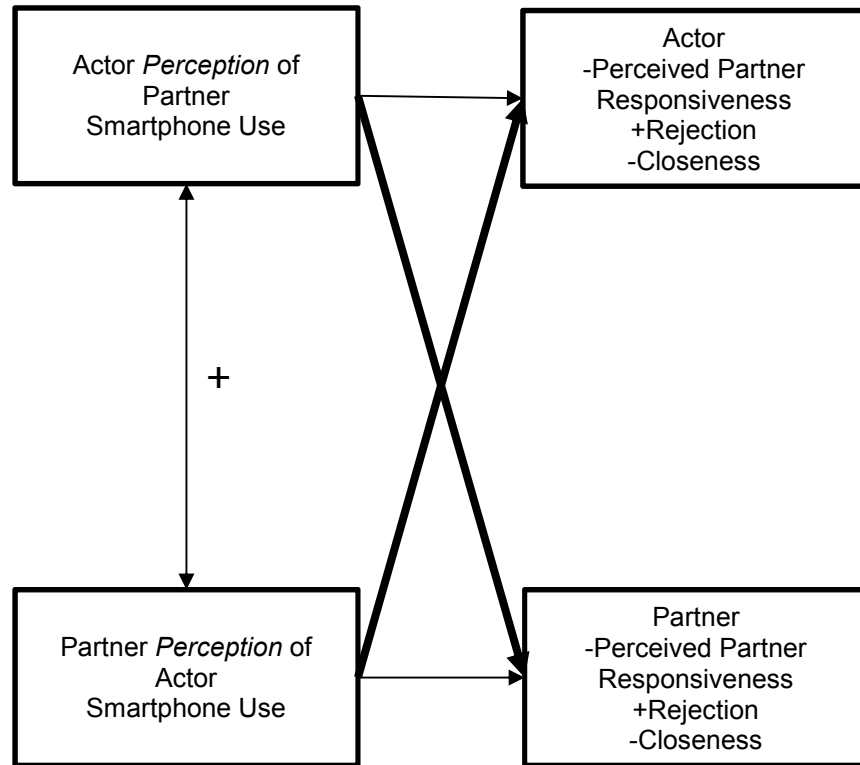 Actor Perception of
Partner
Smartphone Use
Actor
-Perceived Partner
Responsiveness
+Rejection
-Closeness
+
Partner Perception of
Actor
Smartphone Use
Partner
-Perceived Partner
Responsiveness
+Rejection
-Closeness